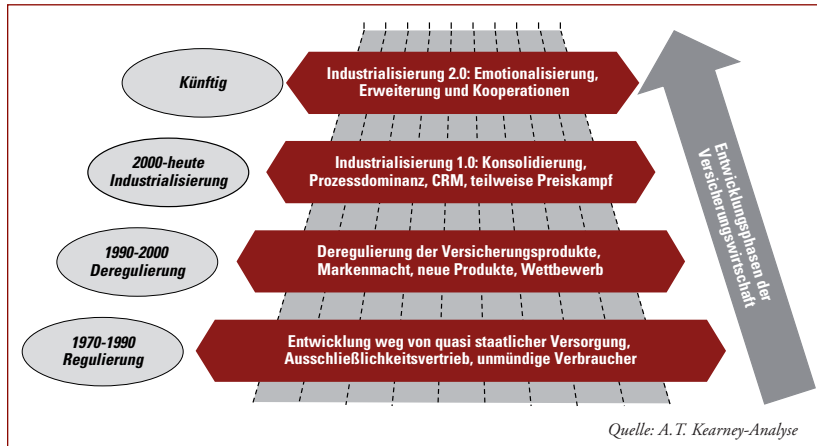 Künftig
Industrialisierung 2.0: Emotionalisierung,
Erweiterung und Kooperationen
2000-heute
Industrialisierung
Industrialisierung 1.0: Konsolidierung,
Prozessdominanz, CRM, teilweise Preiskampf
1990-2000
Deregulierung
Deregulierung der Versicherungsprodukte,
Markenmacht, neue Produkte, Wettbewerb
1970-1990
Regulierung
Entwicklung weg von quasi staatlicher Versorgung,
Ausschließlichkeitsvertrieb, unmündige Verbraucher
Entwicklungsphasen der
Versicherungswirtschaft
Quelle: A.T. Kearney-Analyse